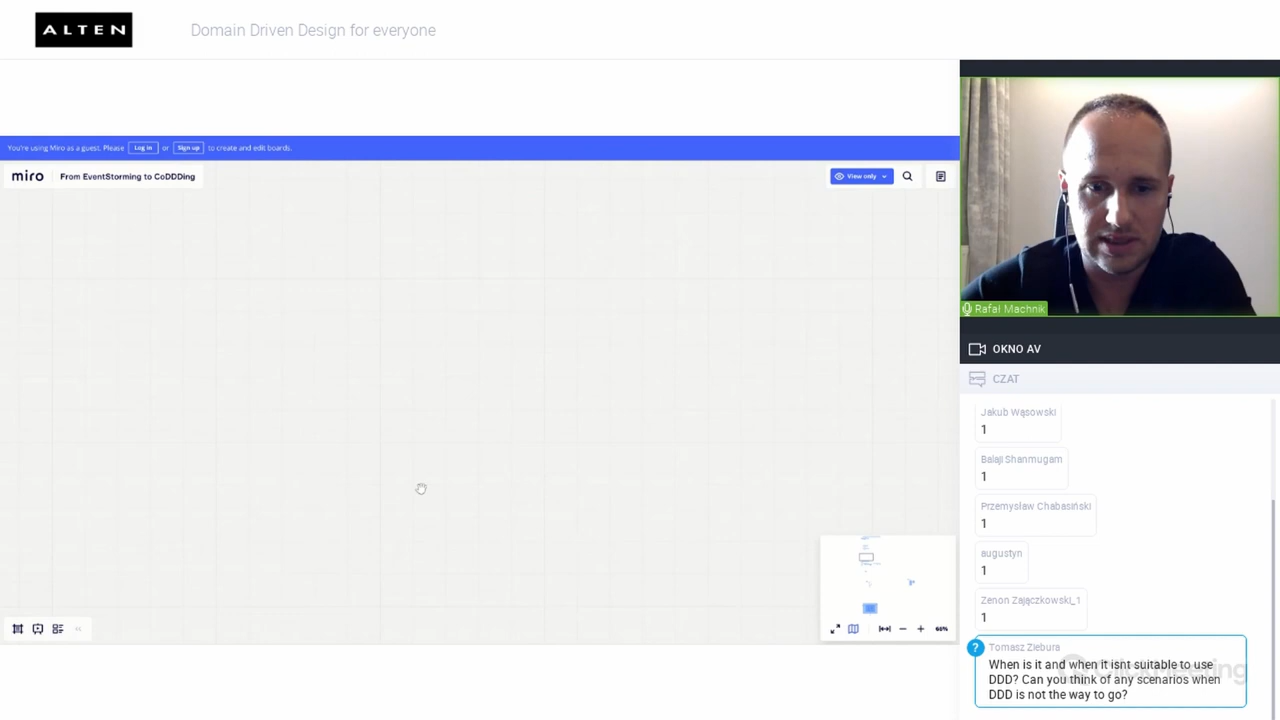 ALTEN
Domain Driven Design for everyone
You're using Miro as a guest. Please Log in or Sign up to create and edit boards.
miro
From EventStorming to CoDDDing
View only
Rafał Machnik
OKNO AV
CZAT
Jakub Wąsowski
1
Balaji Shanmugam
1
Przemysław Chabasiński
1
augustyn
1
Zenon Zajączkowski_1
1
?
Tomasz Ziebura
When is it and when it isnt suitable to use
DDD? Can you think of any scenarios when
DDD is not the way to go?